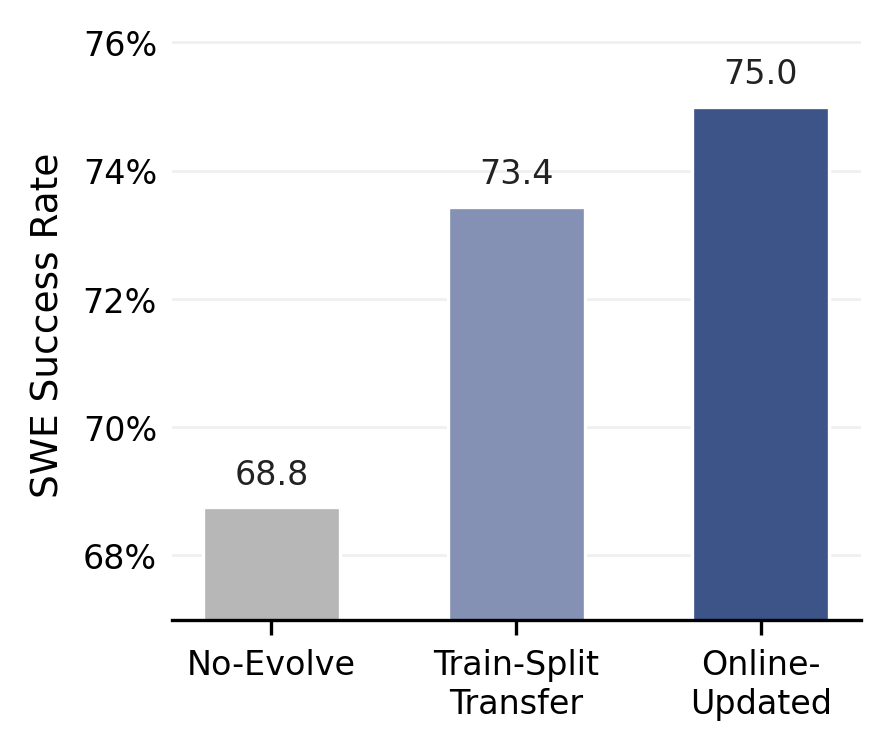 76%
74%
72%
70%
68%
SWE Success Rate
68.8
73.4
75.0
No-Evolve
Train-Split
Transfer
Online-
Updated